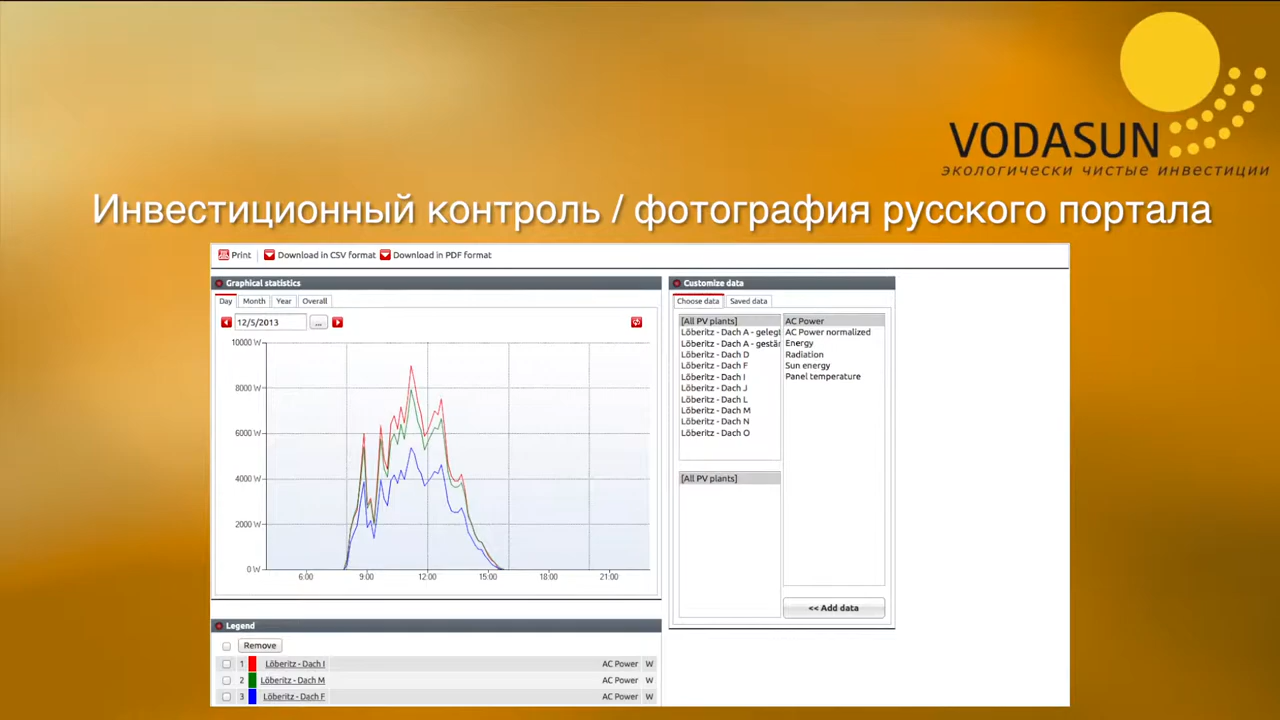 VODASUN
экологически чистые инвестиции
Инвестиционный контроль / фотография русского портала
Print Download in CSV format Download in PDF format
Graphical statistics
Day Month Year Overall
12/5/2013 ...
10000 W
8000 W
6000 W
4000 W
2000 W
0 W
6:00 9:00 12:00 15:00 18:00 21:00
Legend
Remove
1 Löberitz - Dach I AC Power W
2 Löberitz - Dach M AC Power W
3 Löberitz - Dach F AC Power W
Customize data
Choose data Saved data
[All PV plants]
Löberitz - Dach A - gelegt
Löberitz - Dach A - gestän
Löberitz - Dach D
Löberitz - Dach F
Löberitz - Dach I
Löberitz - Dach J
Löberitz - Dach L
Löberitz - Dach M
Löberitz - Dach N
Löberitz - Dach O
AC Power
AC Power normalized
Energy
Radiation
Sun energy
Panel temperature
[All PV plants]
<< Add data